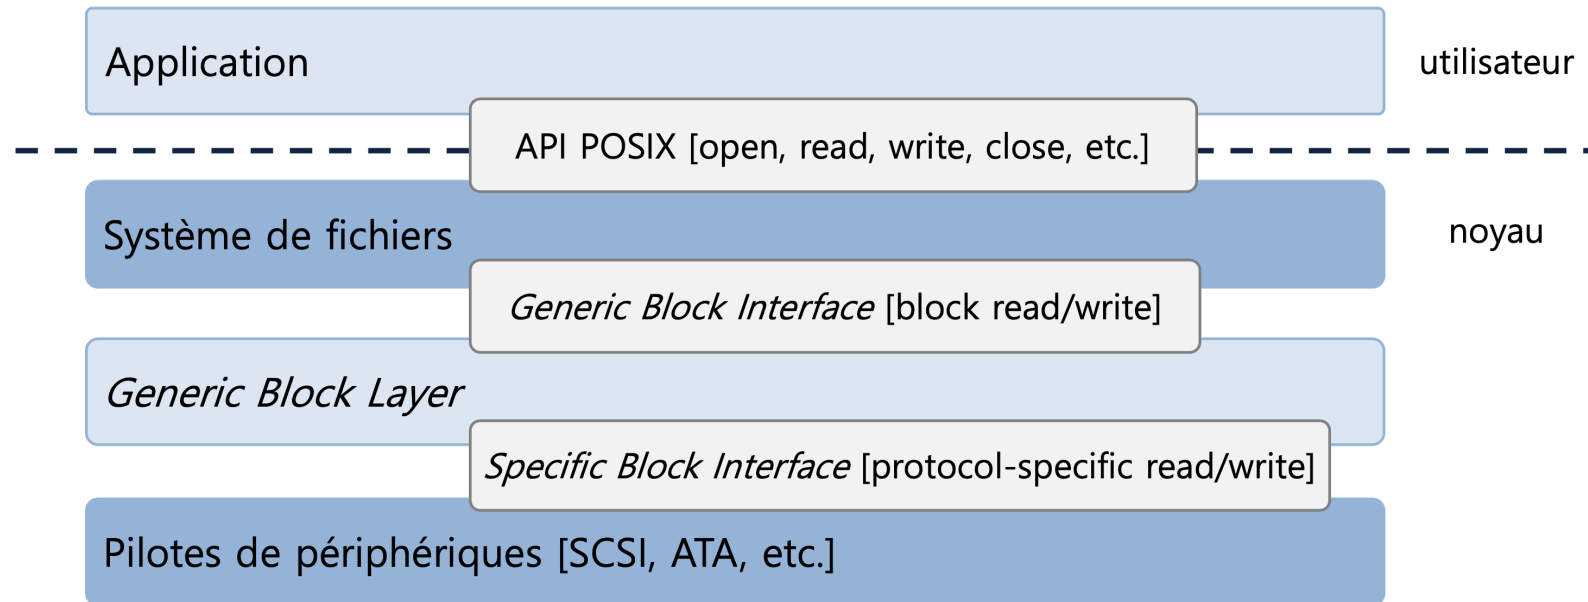 Application
utilisateur
API POSIX [open, read, write, close, etc.]
Système de fichiers
noyau
Generic Block Interface [block read/write]
Generic Block Layer
Specific Block Interface [protocol-specific read/write]
Pilotes de périphériques [SCSI, ATA, etc.]